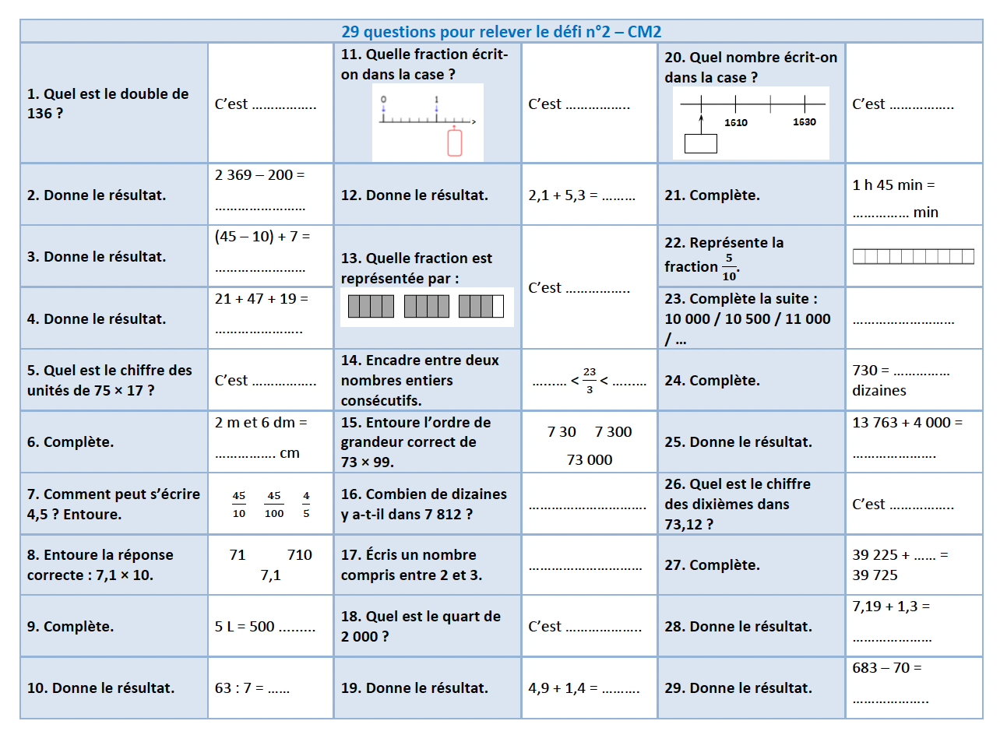 29 questions pour relever le défi n°2 – CM2
1. Quel est le double de
136 ?
C’est ……………..
11. Quelle fraction écrit-
on dans la case ?
0 1
C’est ……………..
20. Quel nombre écrit-on
dans la case ?
1610 1630
C’est ……………..
2. Donne le résultat.
2 369 – 200 =
……………………
12. Donne le résultat.
2,1 + 5,3 = ………
21. Complète.
1 h 45 min =
…………… min
3. Donne le résultat.
(45 – 10) + 7 =
……………………
13. Quelle fraction est
représentée par :
C’est ……………..
22. Représente la
fraction 5/10.
4. Donne le résultat.
21 + 47 + 19 =
…………………..
23. Complète la suite :
10 000 / 10 500 / 11 000
/ …
………………………
5. Quel est le chiffre des
unités de 75 × 17 ?
C’est ……………..
14. Encadre entre deux
nombres entiers
consécutifs.
……… < 23/3 < ………
24. Complète.
730 = ……………
dizaines
6. Complète.
2 m et 6 dm =
……………. cm
15. Entoure l’ordre de
grandeur correct de
73 × 99.
7 30 7 300
73 000
25. Donne le résultat.
13 763 + 4 000 =
………………….
7. Comment peut s’écrire
4,5 ? Entoure.
45/10 45/100 4/5
16. Combien de dizaines
y a-t-il dans 7 812 ?
………………………….
26. Quel est le chiffre
des dixièmes dans
73,12 ?
C’est ……………..
8. Entoure la réponse
correcte : 7,1 × 10.
71 710
7,1
17. Écris un nombre
compris entre 2 et 3.
…………………………
27. Complète.
39 225 + …… =
39 725
9. Complète.
5 L = 500 ………
18. Quel est le quart de
2 000 ?
C’est ………………..
28. Donne le résultat.
7,19 + 1,3 =
…………………
10. Donne le résultat.
63 : 7 = ……
19. Donne le résultat.
4,9 + 1,4 = ……….
29. Donne le résultat.
683 – 70 =
………………..